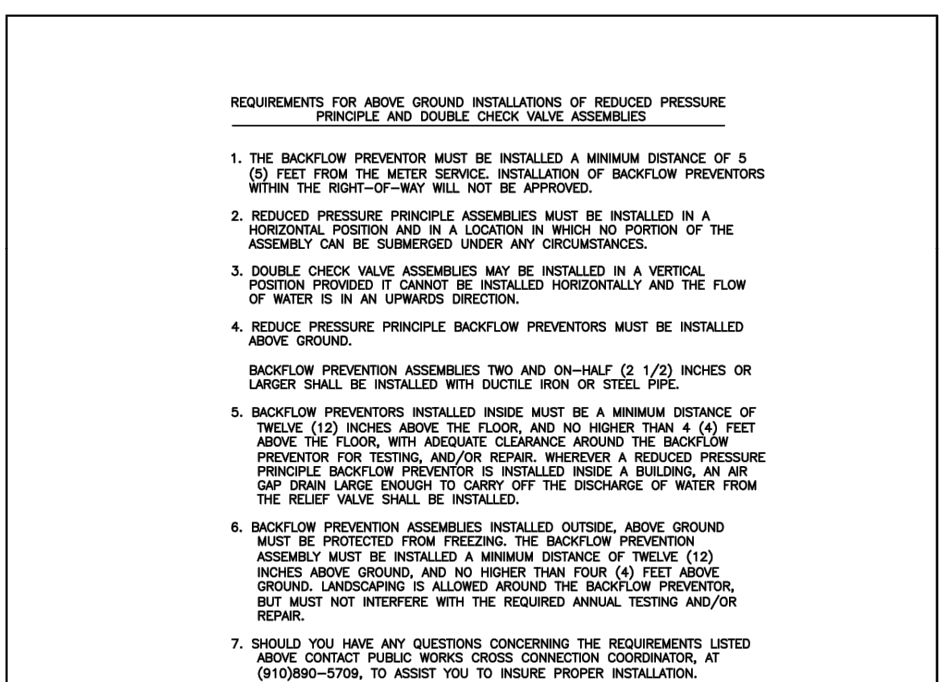 REQUIREMENTS FOR ABOVE GROUND INSTALLATIONS OF REDUCED PRESSURE
PRINCIPLE AND DOUBLE CHECK VALVE ASSEMBLIES
1. THE BACKFLOW PREVENTOR MUST BE INSTALLED A MINIMUM DISTANCE OF 5
(5) FEET FROM THE METER SERVICE. INSTALLATION OF BACKFLOW PREVENTORS
WITHIN THE RIGHT-OF-WAY WILL NOT BE APPROVED.
2. REDUCED PRESSURE PRINCIPLE ASSEMBLIES MUST BE INSTALLED IN A
HORIZONTAL POSITION AND IN A LOCATION IN WHICH NO PORTION OF THE
ASSEMBLY CAN BE SUBMERGED UNDER ANY CIRCUMSTANCES.
3. DOUBLE CHECK VALVE ASSEMBLIES MAY BE INSTALLED IN A VERTICAL
POSITION PROVIDED IT CANNOT BE INSTALLED HORIZONTALLY AND THE FLOW
OF WATER IS IN AN UPWARDS DIRECTION.
4. REDUCE PRESSURE PRINCIPLE BACKFLOW PREVENTORS MUST BE INSTALLED
ABOVE GROUND.
BACKFLOW PREVENTION ASSEMBLIES TWO AND ON-HALF (2 1/2) INCHES OR
LARGER SHALL BE INSTALLED WITH DUCTILE IRON OR STEEL PIPE.
5. BACKFLOW PREVENTORS INSTALLED INSIDE MUST BE A MINIMUM DISTANCE OF
TWELVE (12) INCHES ABOVE THE FLOOR, AND NO HIGHER THAN 4 (4) FEET
ABOVE THE FLOOR, WITH ADEQUATE CLEARANCE AROUND THE BACKFLOW
PREVENTOR FOR TESTING, AND/OR REPAIR. WHEREVER A REDUCED PRESSURE
PRINCIPLE BACKFLOW PREVENTOR IS INSTALLED INSIDE A BUILDING, AN AIR
GAP DRAIN LARGE ENOUGH TO CARRY OFF THE DISCHARGE OF WATER FROM
THE RELIEF VALVE SHALL BE INSTALLED.
6. BACKFLOW PREVENTION ASSEMBLIES INSTALLED OUTSIDE, ABOVE GROUND
MUST BE PROTECTED FROM FREEZING. THE BACKFLOW PREVENTION
ASSEMBLY MUST BE INSTALLED A MINIMUM DISTANCE OF TWELVE (12)
INCHES ABOVE GROUND, AND NO HIGHER THAN FOUR (4) FEET ABOVE
GROUND. LANDSCAPING IS ALLOWED AROUND THE BACKFLOW PREVENTOR,
BUT MUST NOT INTERFERE WITH THE REQUIRED ANNUAL TESTING AND/OR
REPAIR.
7. SHOULD YOU HAVE ANY QUESTIONS CONCERNING THE REQUIREMENTS LISTED
ABOVE CONTACT PUBLIC WORKS CROSS CONNECTION COORDINATOR, AT
(910)890-5709, TO ASSIST YOU TO INSURE PROPER INSTALLATION.